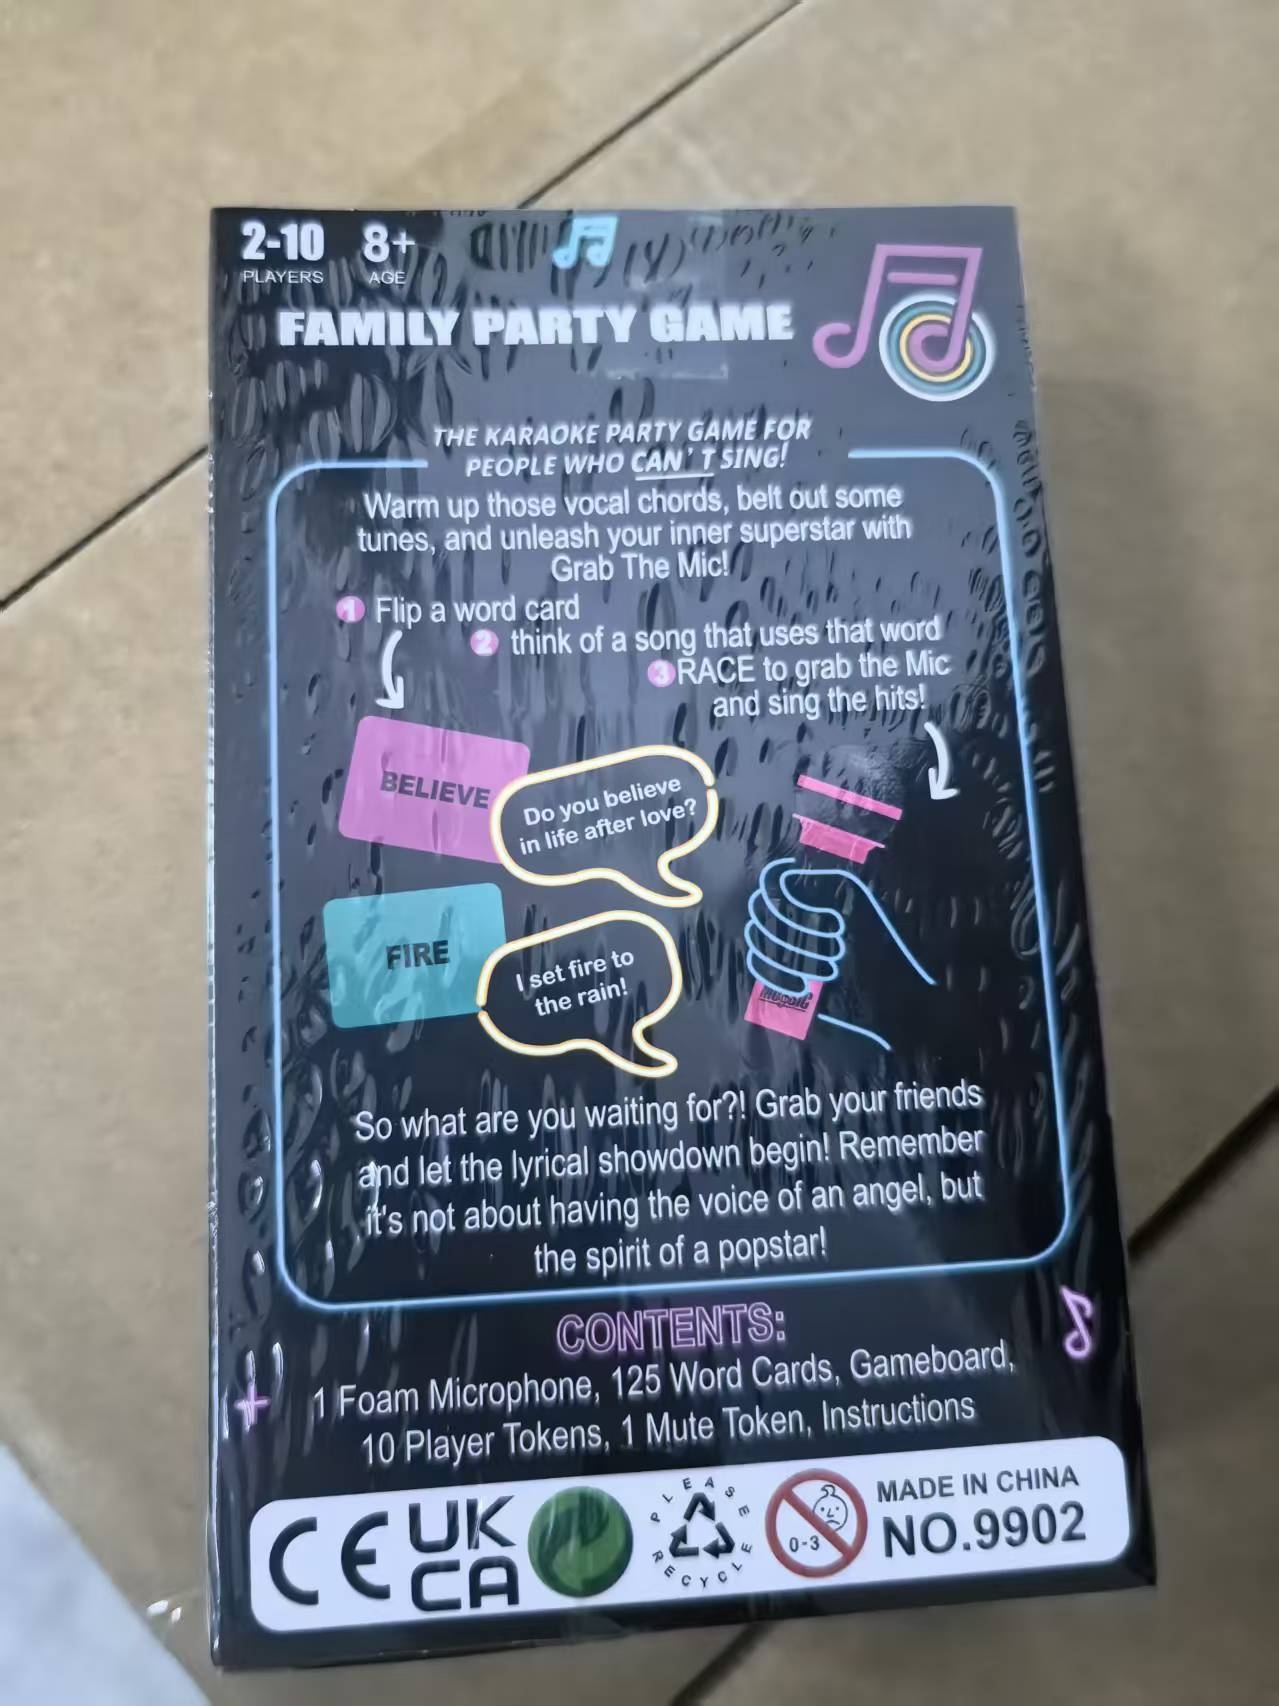 2-10
PLAYERS
8+
AGE
FAMILY PARTY GAME
THE KARAOKE PARTY GAME FOR
PEOPLE WHO CAN'T SING!
Warm up those vocal chords, belt out some
tunes, and unleash your inner superstar with
Grab The Mic!
1 Flip a word card
2 think of a song that uses that word
3 RACE to grab the Mic
and sing the hits!
BELIEVE
Do you believe
in life after love?
FIRE
I set fire to
the rain!
So what are you waiting for?! Grab your friends
and let the lyrical showdown begin! Remember
it's not about having the voice of an angel, but
the spirit of a popstar!
CONTENTS:
1 Foam Microphone, 125 Word Cards, Gameboard,
10 Player Tokens, 1 Mute Token, Instructions
CE
UK
CA
PLEASE
RECYCLE
0-3
MADE IN CHINA
NO.9902